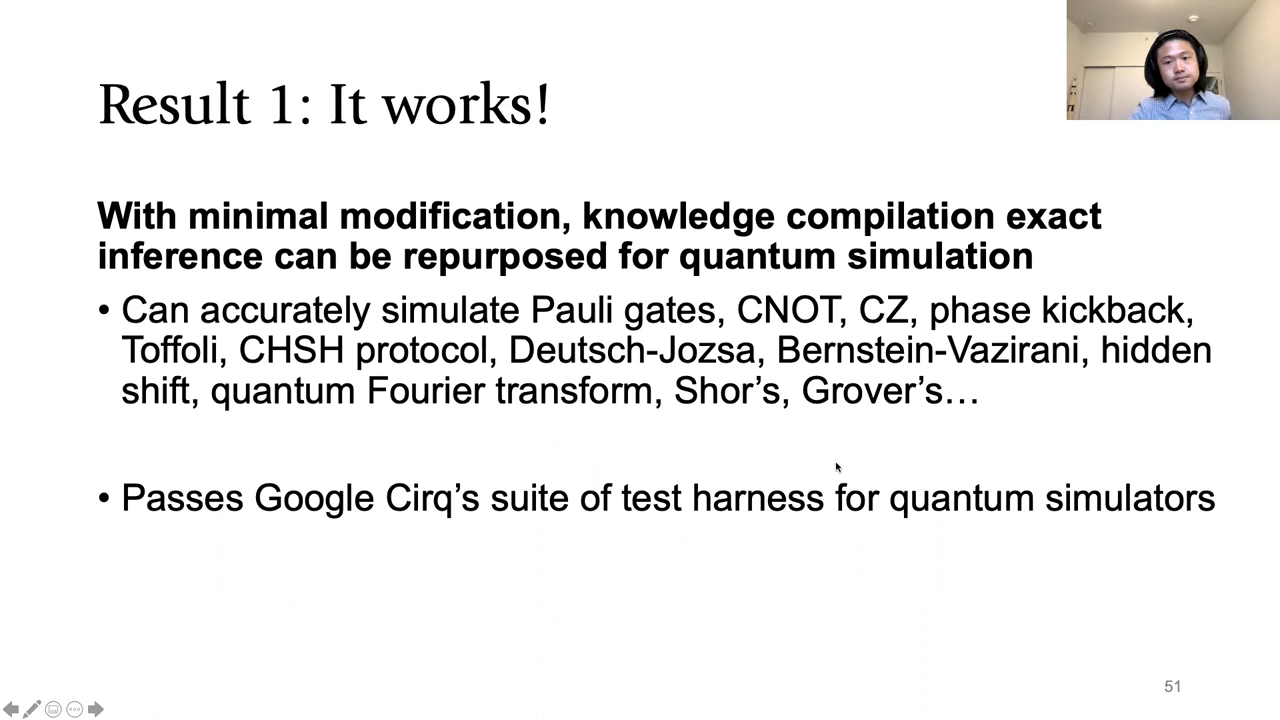 Result 1: It works!
With minimal modification, knowledge compilation exact
inference can be repurposed for quantum simulation
• Can accurately simulate Pauli gates, CNOT, CZ, phase kickback,
Toffoli, CHSH protocol, Deutsch-Jozsa, Bernstein-Vazirani, hidden
shift, quantum Fourier transform, Shor’s, Grover’s…
• Passes Google Cirq’s suite of test harness for quantum simulators
51